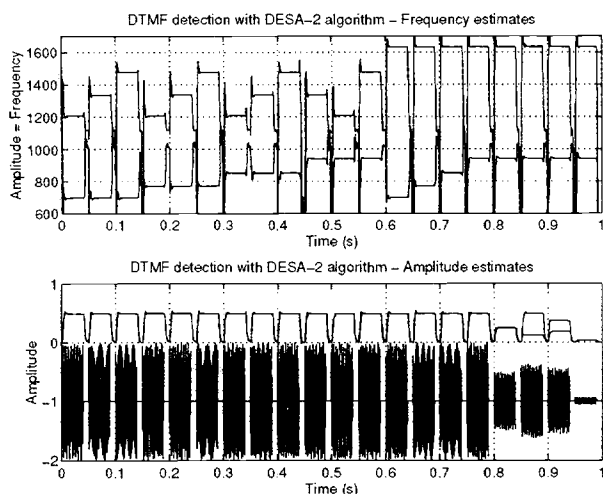 DTMF detection with DESA-2 algorithm - Frequency estimates
Amplitude = Frequency
1600
1400
1200
1000
800
600
0 0.1 0.2 0.3 0.4 0.5 0.6 0.7 0.8 0.9 1
Time (s)
DTMF detection with DESA-2 algorithm - Amplitude estimates
Amplitude
1
0
-1
-2
0 0.1 0.2 0.3 0.4 0.5 0.6 0.7 0.8 0.9 1
Time (s)